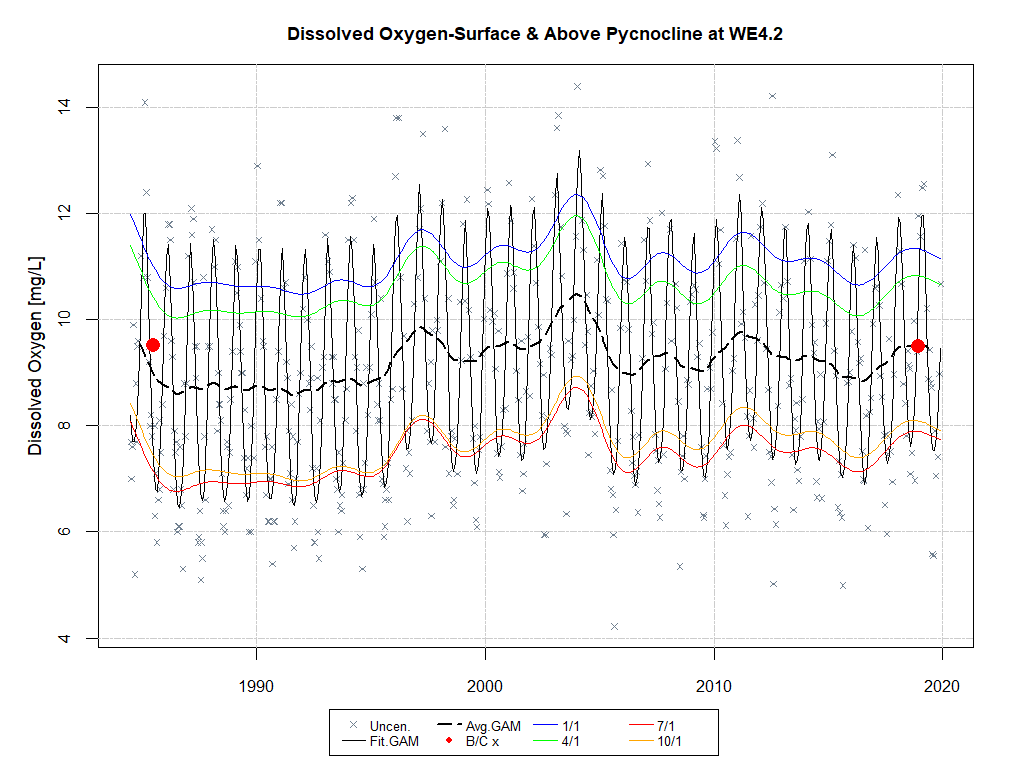 Dissolved Oxygen-Surface & Above Pycnocline at WE4.2
Dissolved Oxygen [mg/L]
14
12
10
8
6
4
1990 2000 2010 2020
Uncen. Avg.GAM 1/1 7/1
Fit.GAM B/C x 4/1 10/1